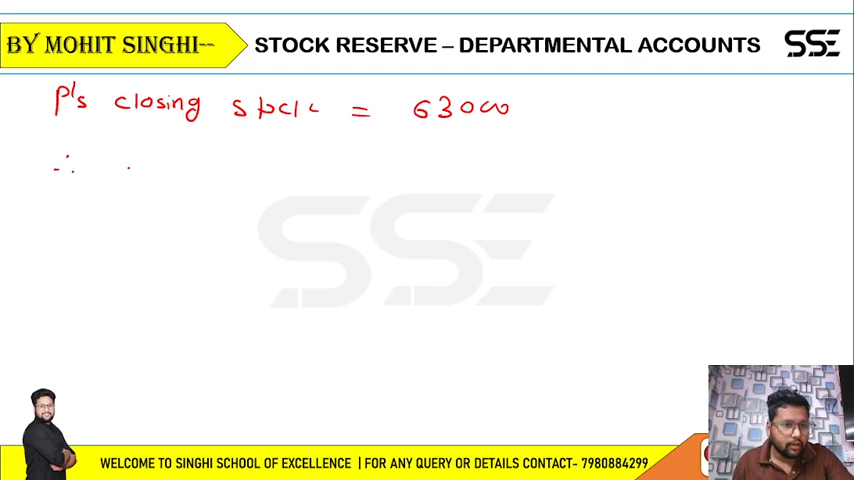 BY MOHIT SINGHI--
STOCK RESERVE – DEPARTMENTAL ACCOUNTS
SSE
P's closing stock = 63000
∴
SSE
WELCOME TO SINGHI SCHOOL OF EXCELLENCE | FOR ANY QUERY OR DETAILS CONTACT- 7980884299